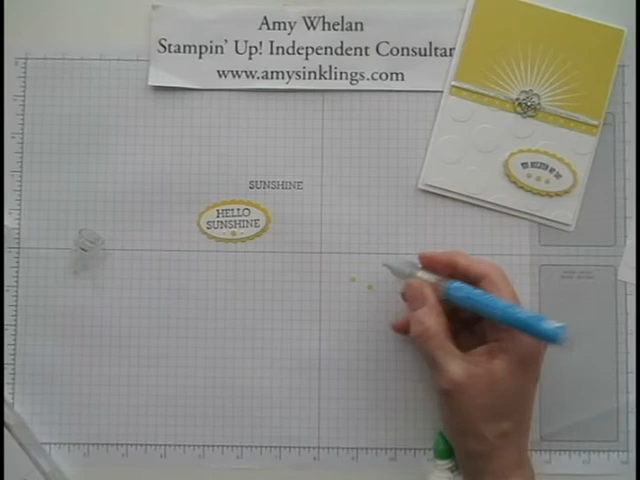 Amy Whelan
Stampin' Up! Independent Consultan
www.amysinklings.com
SUNSHINE
HELLO
SUNSHINE